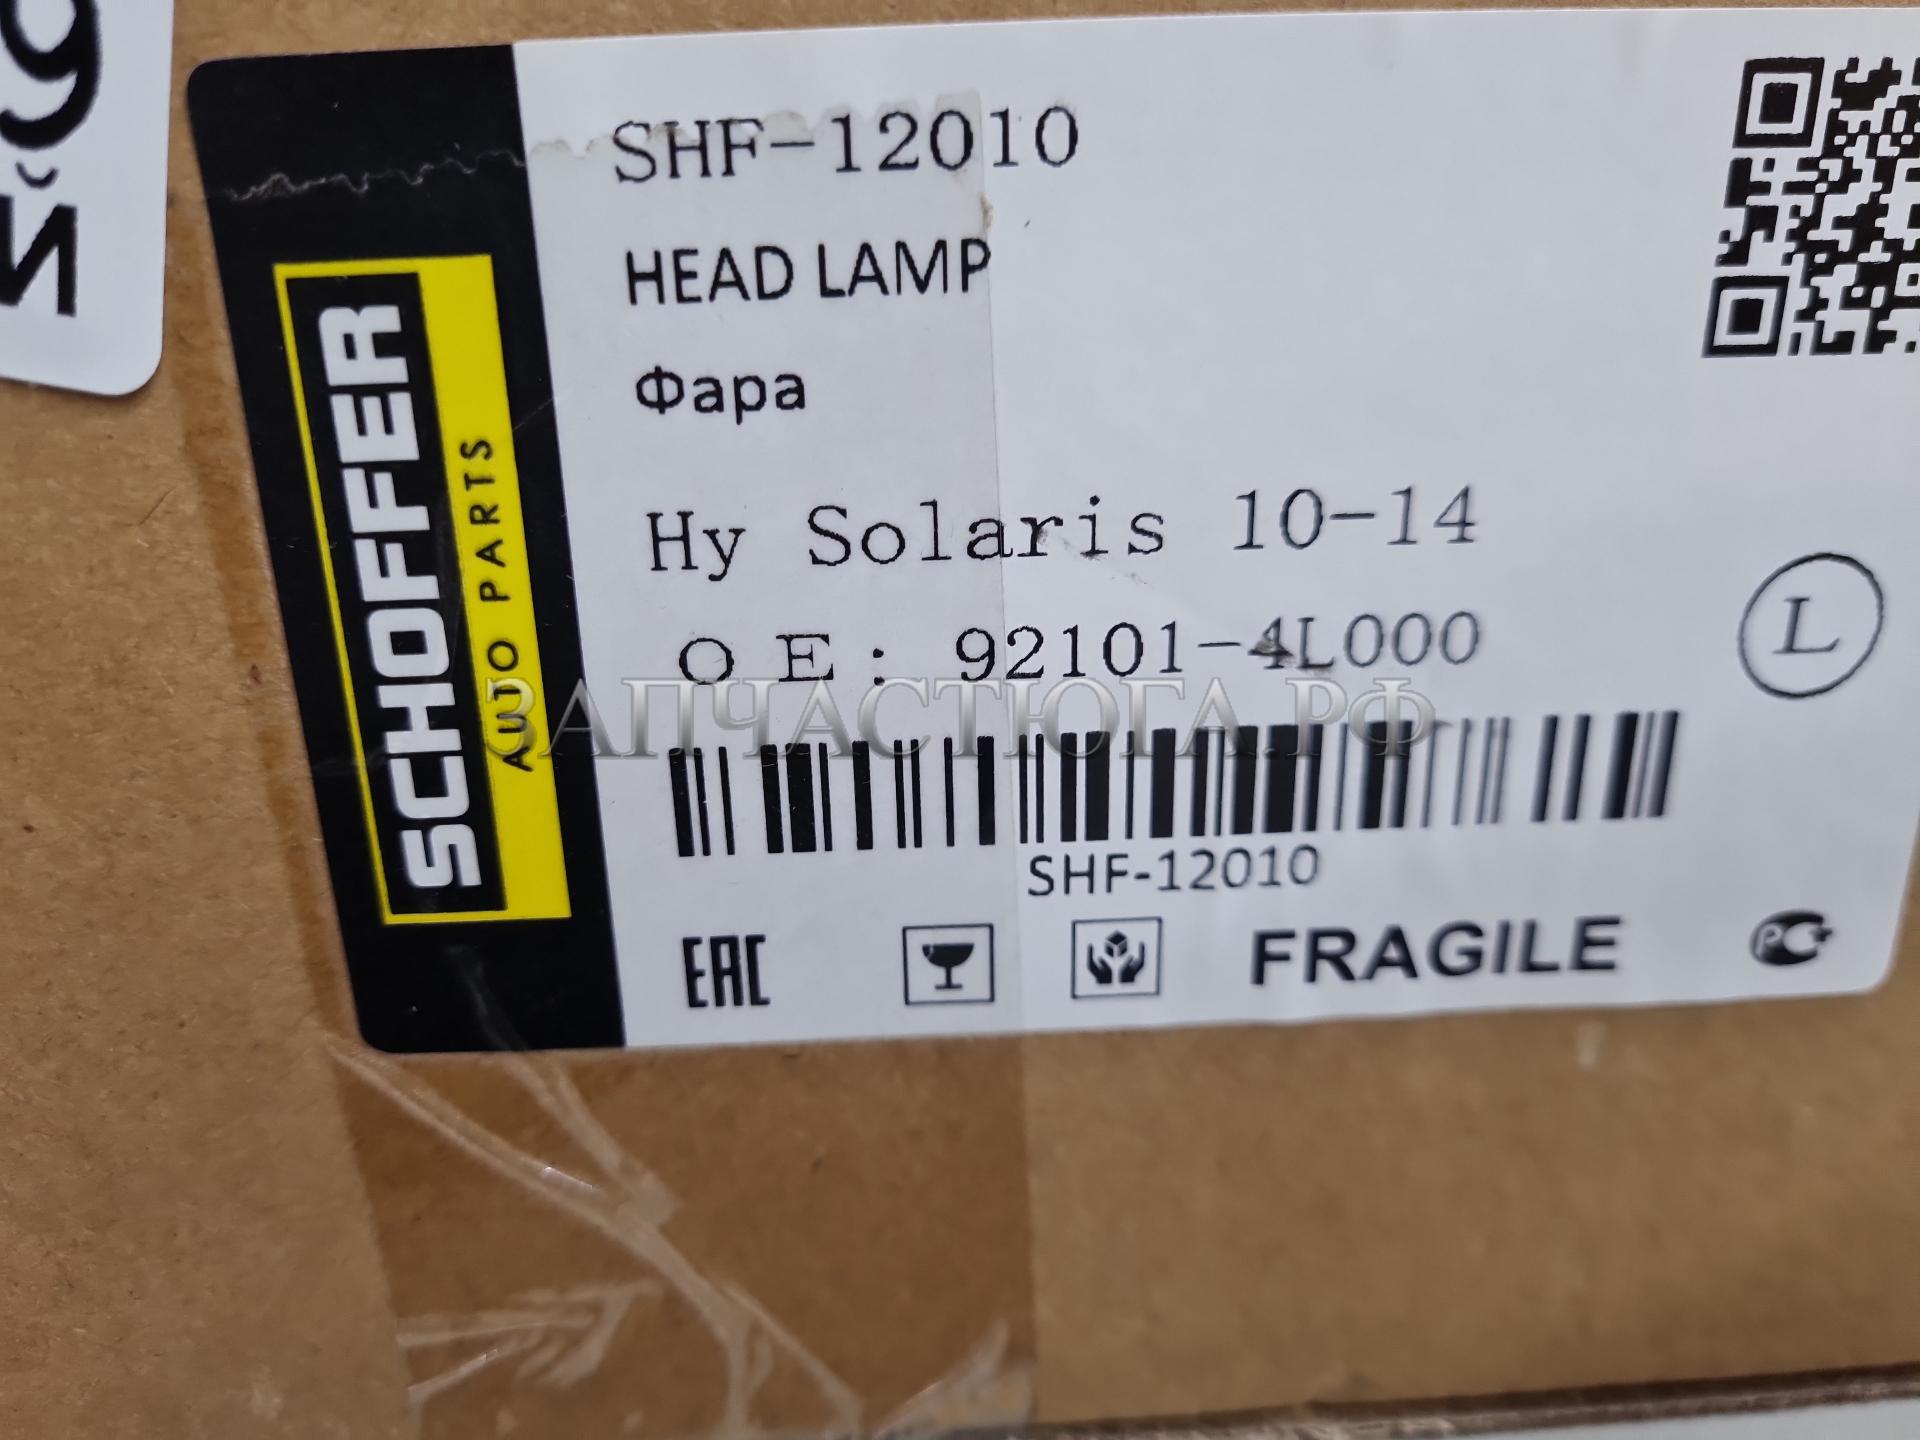 SHF-12010
HEAD LAMP
Фара
Hy Solaris 10-14
OE: 92101-4L000
L
ЗАПЧАСТЮГА.РФ
SHF-12010
EAC
FRAGILE
SCHOFFER
AUTO PARTS